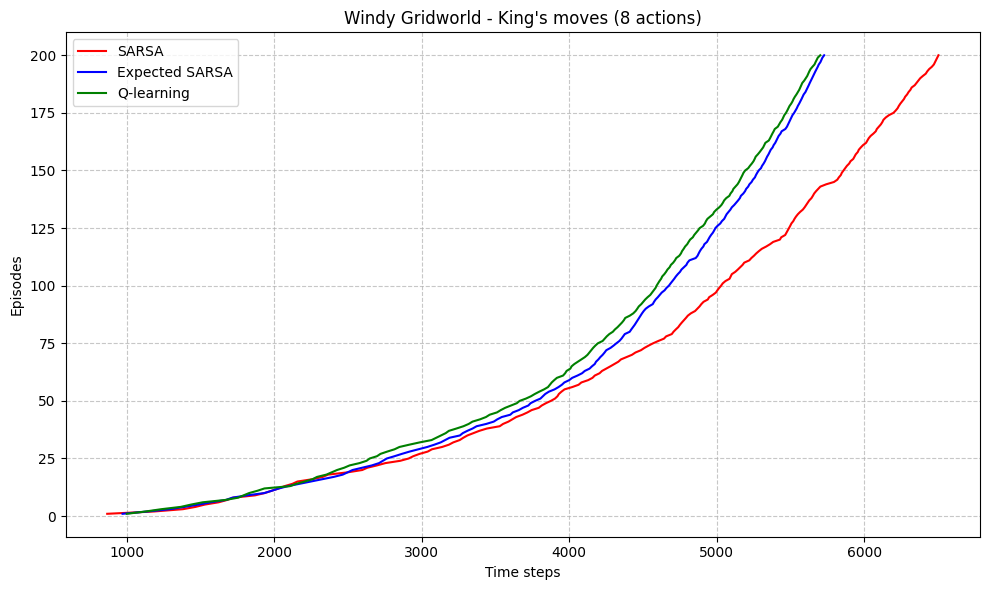 Windy Gridworld - King's moves (8 actions)
SARSA
Expected SARSA
Q-learning
Episodes
200
175
150
125
100
75
50
25
0
1000 2000 3000 4000 5000 6000
Time steps